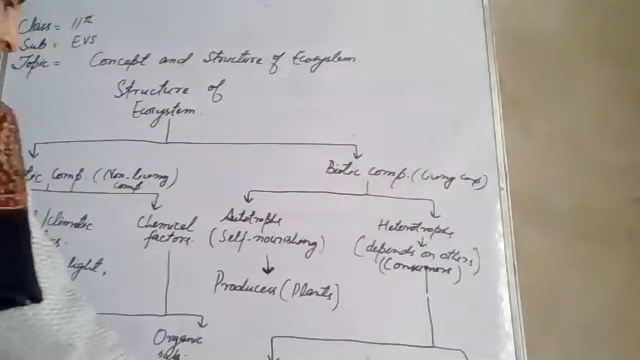 Class = 11th
Sub = EVS
Topic = Concept and Structure of Ecosystem
Structure of
Ecosystem
tic comp. (Non-living
comp)
Biotic comp. (Living comp)
/climatic
Chemical
factors
Autotrophs
(Self-nourishing)
Heterotrophs
(depends on others)
(Consumers)
light,
Producers (Plants)
Organic